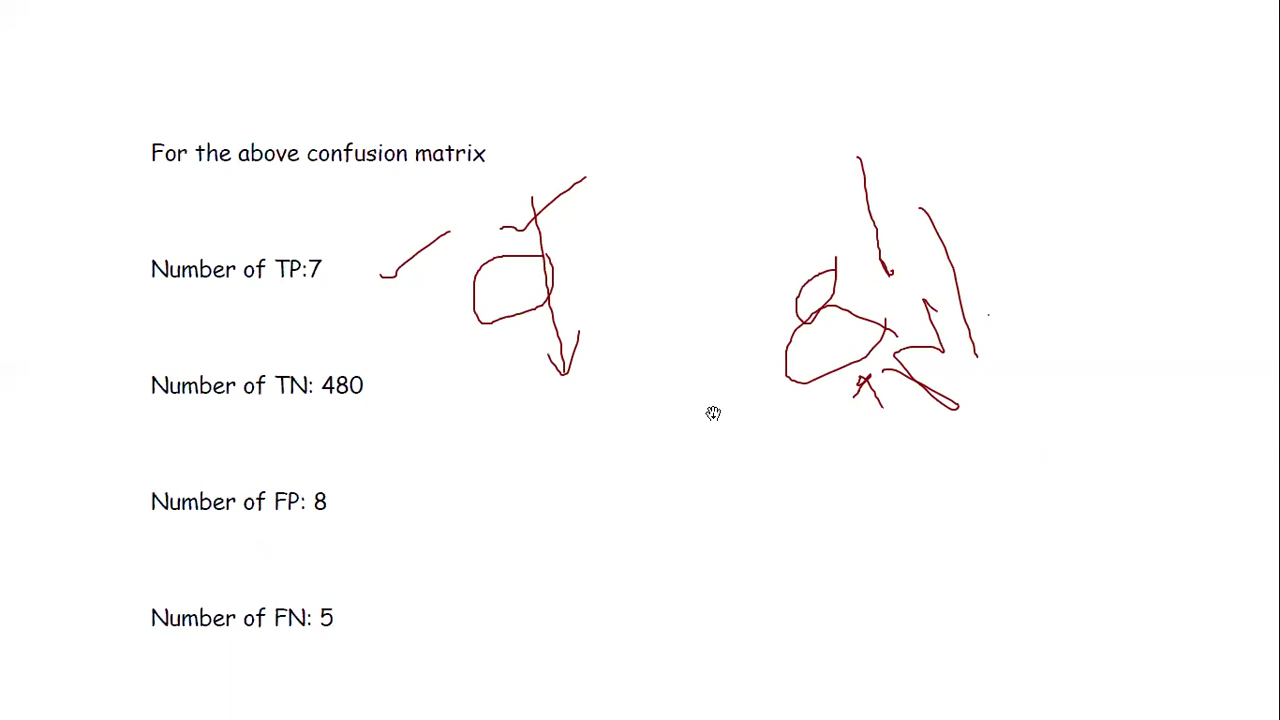 For the above confusion matrix
Number of TP:7
Number of TN: 480
Number of FP: 8
Number of FN: 5